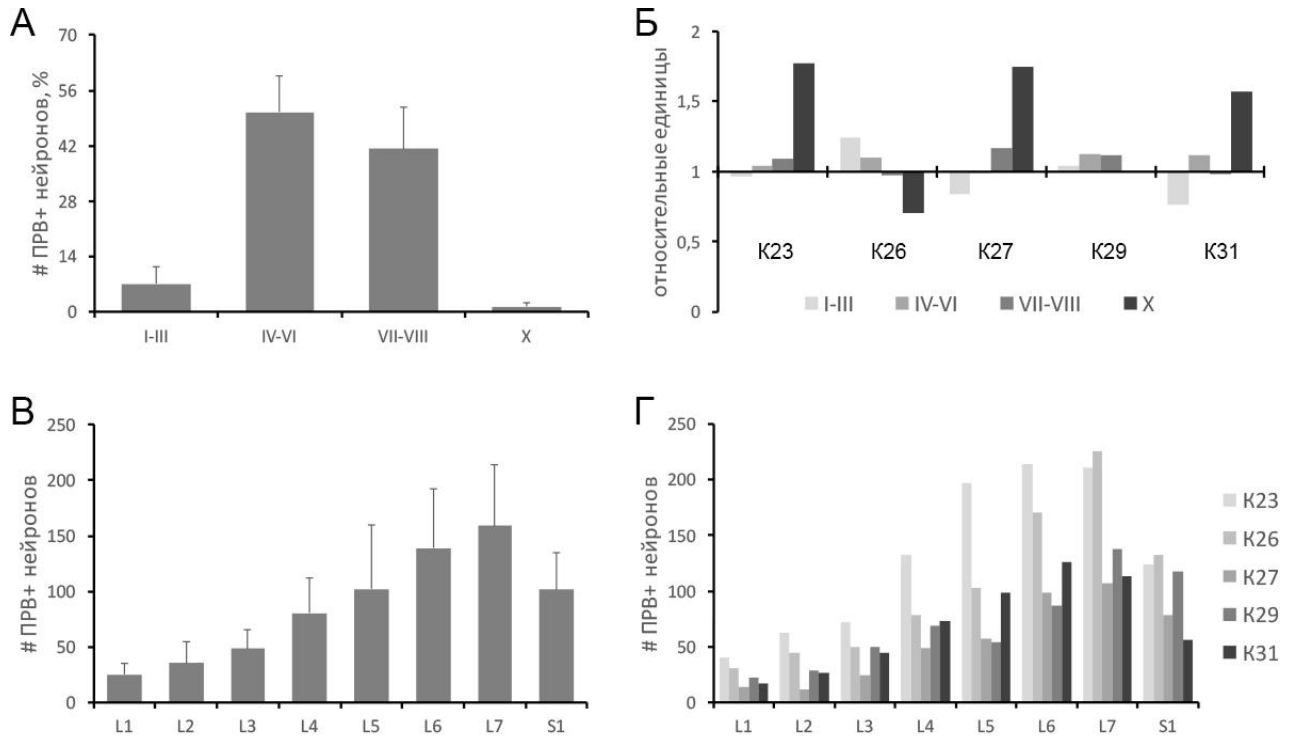 А
# ПРВ+ нейронов, %
70
56
42
28
14
0
I-III IV-VI VII-VIII X
Б
относительные единицы
2
1,5
1
0,5
0
К23 К26 К27 К29 К31
I-III IV-VI VII-VIII X
В
# ПРВ+ нейронов
250
200
150
100
50
0
L1 L2 L3 L4 L5 L6 L7 S1
Г
# ПРВ+ нейронов
250
200
150
100
50
0
L1 L2 L3 L4 L5 L6 L7 S1
К23
К26
К27
К29
К31